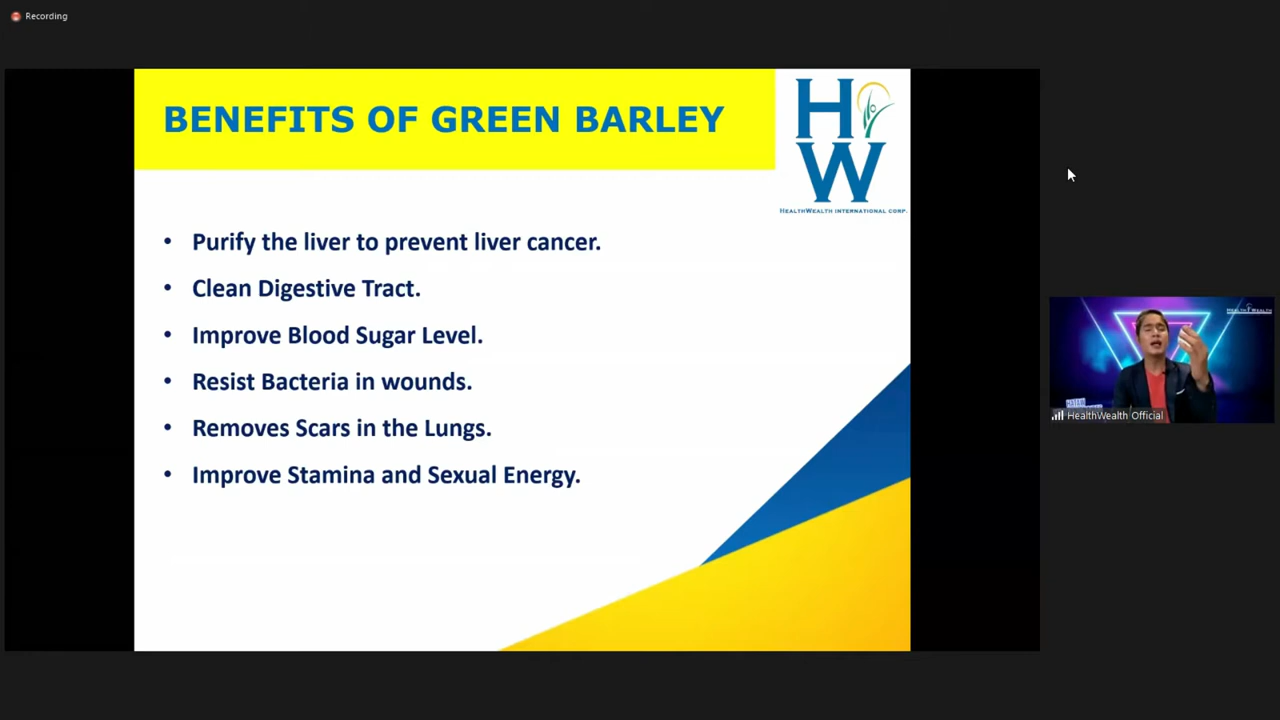 Recording
BENEFITS OF GREEN BARLEY
HW
HEALTHWEALTH INTERNATIONAL CORP.
• Purify the liver to prevent liver cancer.
• Clean Digestive Tract.
• Improve Blood Sugar Level.
• Resist Bacteria in wounds.
• Removes Scars in the Lungs.
• Improve Stamina and Sexual Energy.
HEALTH WEALTH
HealthWealth Official